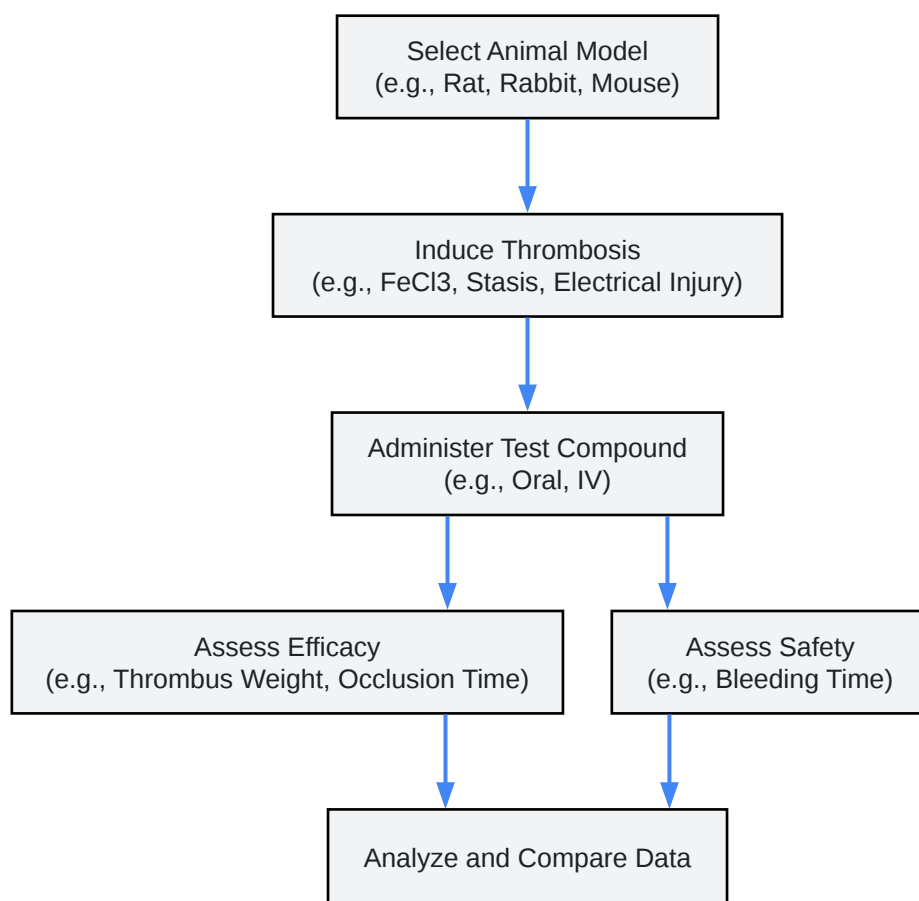 Select Animal Model
(e.g., Rat, Rabbit, Mouse)
Induce Thrombosis
(e.g., FeCl3, Stasis, Electrical Injury)
Administer Test Compound
(e.g., Oral, IV)
Assess Efficacy
(e.g., Thrombus Weight, Occlusion Time)
Assess Safety
(e.g., Bleeding Time)
Analyze and Compare Data